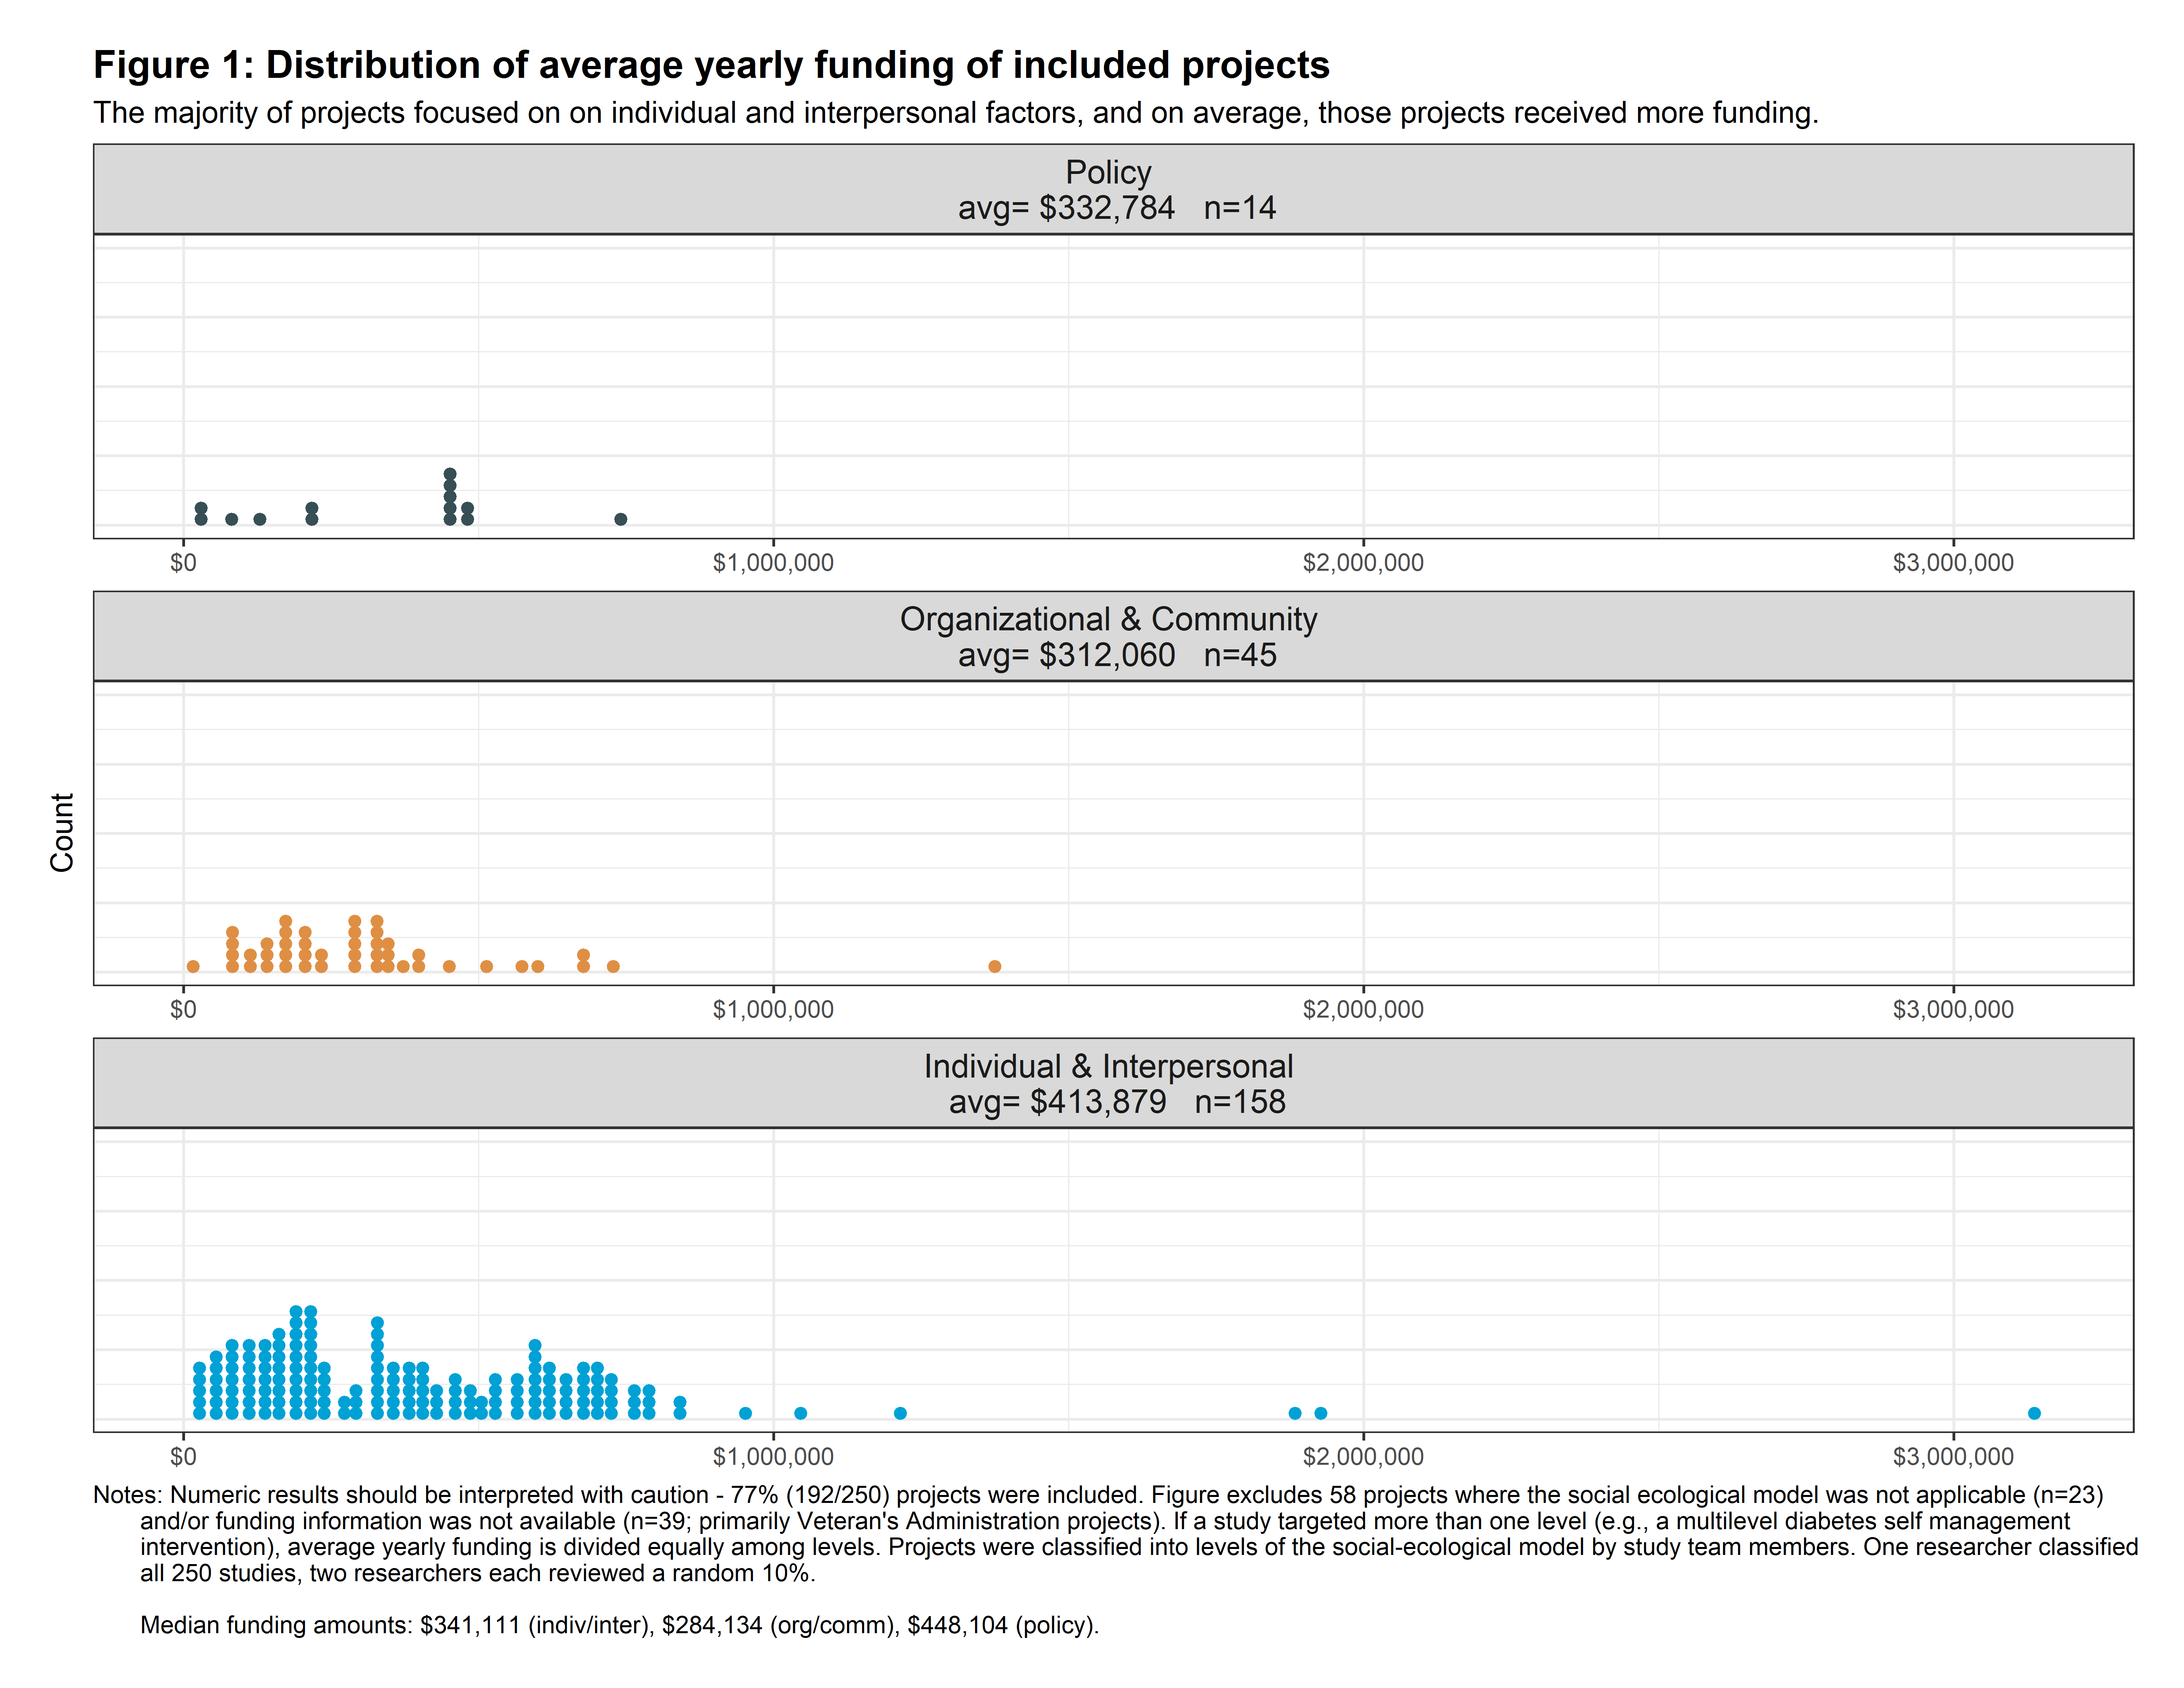 Figure 1: Distribution of average yearly funding of included projects
The majority of projects focused on on individual and interpersonal factors, and on average, those projects received more funding.
Policy
avg= $332,784 n=14
$0 $1,000,000 $2,000,000 $3,000,000
Organizational & Community
avg= $312,060 n=45
Count
$0 $1,000,000 $2,000,000 $3,000,000
Individual & Interpersonal
avg= $413,879 n=158
$0 $1,000,000 $2,000,000 $3,000,000
Notes: Numeric results should be interpreted with caution - 77% (192/250) projects were included. Figure excludes 58 projects where the social ecological model was not applicable (n=23)
and/or funding information was not available (n=39; primarily Veteran's Administration projects). If a study targeted more than one level (e.g., a multilevel diabetes self management
intervention), average yearly funding is divided equally among levels. Projects were classified into levels of the social-ecological model by study team members. One researcher classified
all 250 studies, two researchers each reviewed a random 10%.
Median funding amounts: $341,111 (indiv/inter), $284,134 (org/comm), $448,104 (policy).